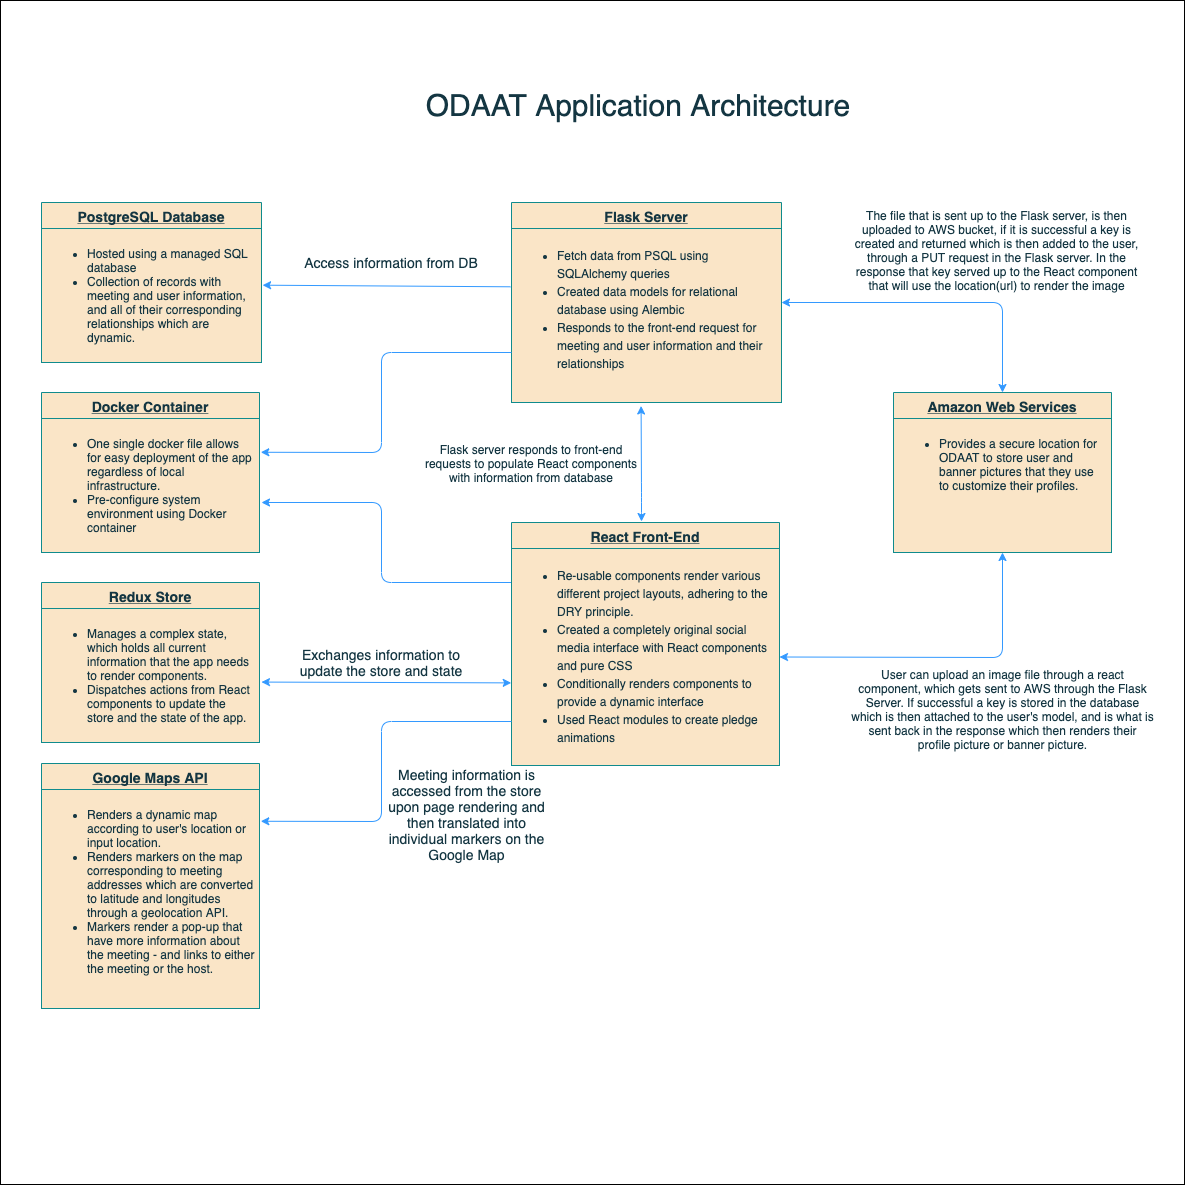 ODAAT Application Architecture
PostgreSQL Database
• Hosted using a managed SQL
database
• Collection of records with
meeting and user information,
and all of their corresponding
relationships which are
dynamic.
Access information from DB
Flask Server
• Fetch data from PSQL using
SQLAlchemy queries
• Created data models for relational
database using Alembic
• Responds to the front-end request for
meeting and user information and their
relationships
The file that is sent up to the Flask server, is then
uploaded to AWS bucket, if it is successful a key is
created and returned which is then added to the user,
through a PUT request in the Flask server. In the
response that key served up to the React component
that will use the location(url) to render the image
Docker Container
• One single docker file allows
for easy deployment of the app
regardless of local
infrastructure.
• Pre-configure system
environment using Docker
container
Flask server responds to front-end
requests to populate React components
with information from database
Amazon Web Services
• Provides a secure location for
ODAAT to store user and
banner pictures that they use
to customize their profiles.
React Front-End
• Re-usable components render various
different project layouts, adhering to the
DRY principle.
• Created a completely original social
media interface with React components
and pure CSS
• Conditionally renders components to
provide a dynamic interface
• Used React modules to create pledge
animations
Redux Store
• Manages a complex state,
which holds all current
information that the app needs
to render components.
• Dispatches actions from React
components to update the
store and the state of the app.
Exchanges information to
update the store and state
User can upload an image file through a react
component, which gets sent to AWS through the Flask
Server. If successful a key is stored in the database
which is then attached to the user's model, and is what is
sent back in the response which then renders their
profile picture or banner picture.
Google Maps API
• Renders a dynamic map
according to user's location or
input location.
• Renders markers on the map
corresponding to meeting
addresses which are converted
to latitude and longitudes
through a geolocation API.
• Markers render a pop-up that
have more information about
the meeting - and links to either
the meeting or the host.
Meeting information is
accessed from the store
upon page rendering and
then translated into
individual markers on the
Google Map